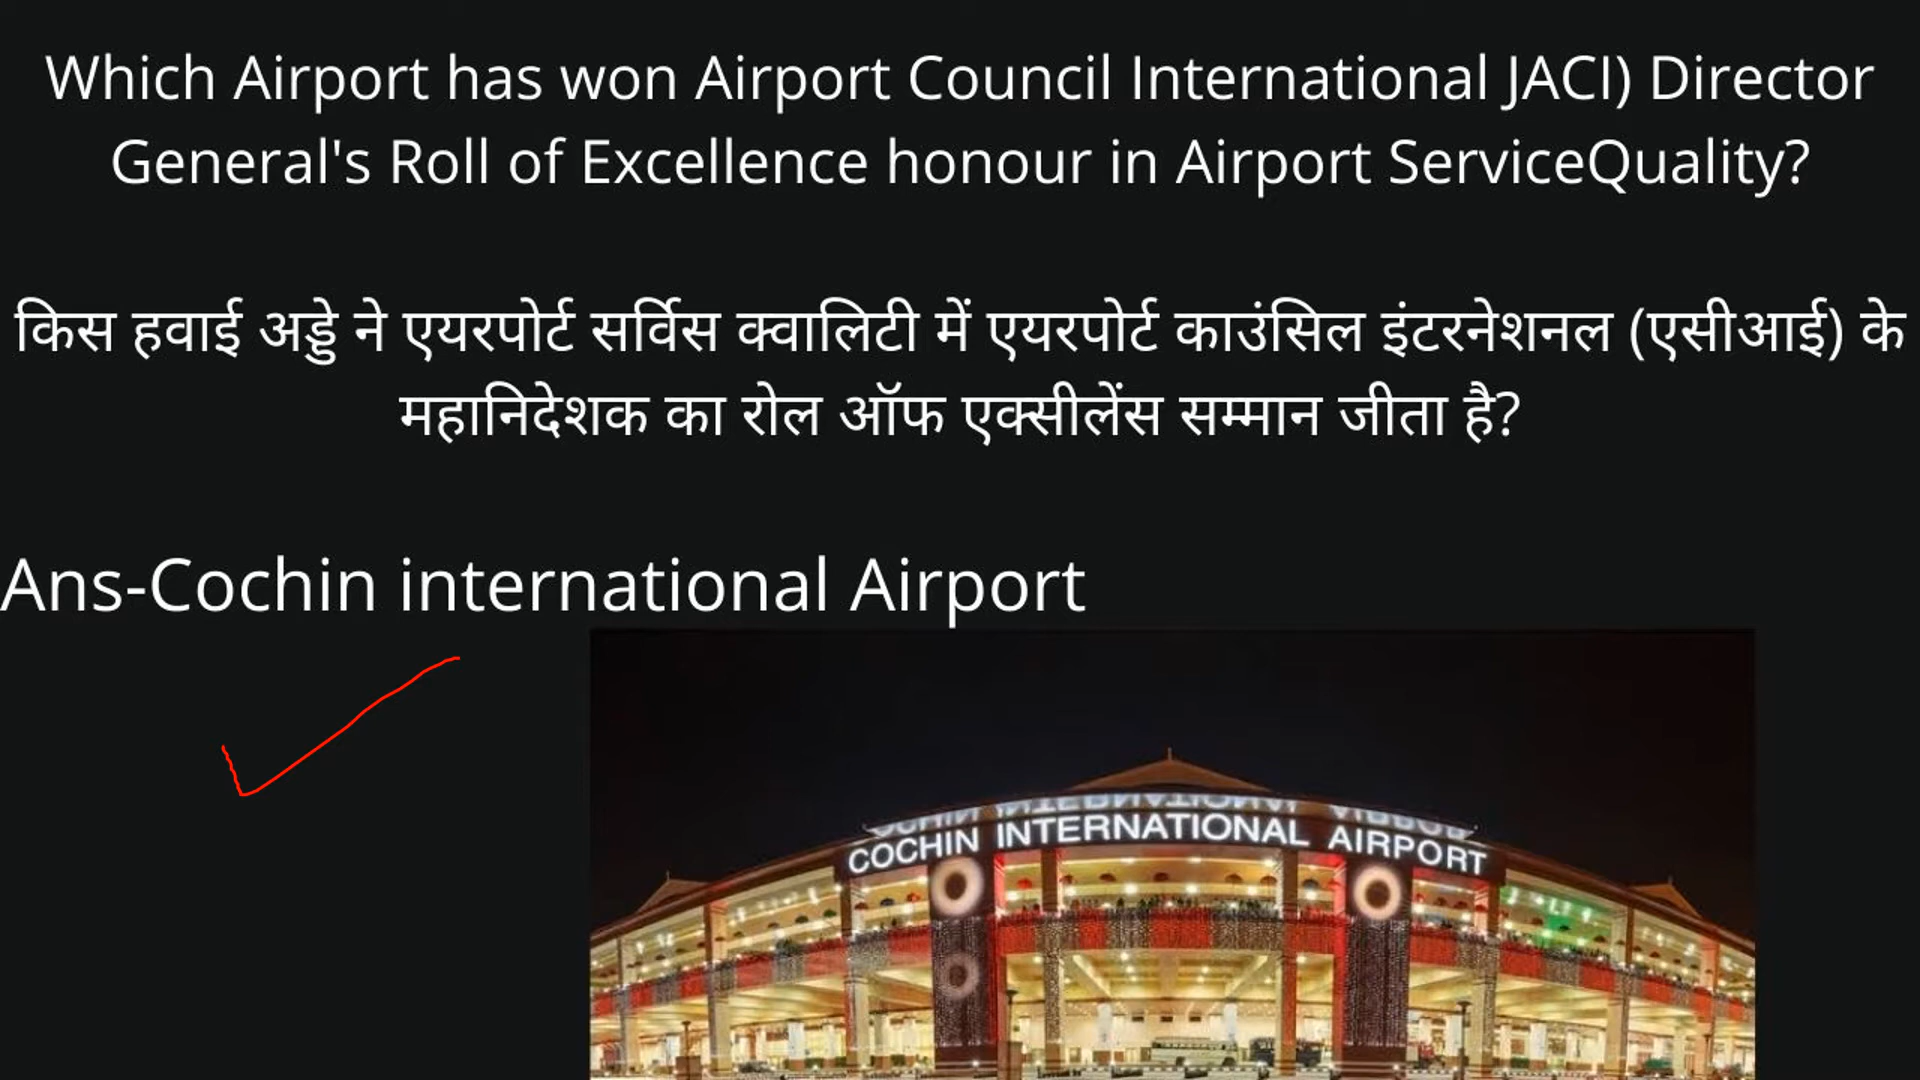 Which Airport has won Airport Council International JACI) Director
General's Roll of Excellence honour in Airport ServiceQuality?
किस हवाई अड्डे ने एयरपोर्ट सर्विस क्वालिटी में एयरपोर्ट काउंसिल इंटरनेशनल (एसीआई) के
महानिदेशक का रोल ऑफ एक्सीलेंस सम्मान जीता है?
Ans-Cochin international Airport
COCHIN INTERNATIONAL AIRPORT